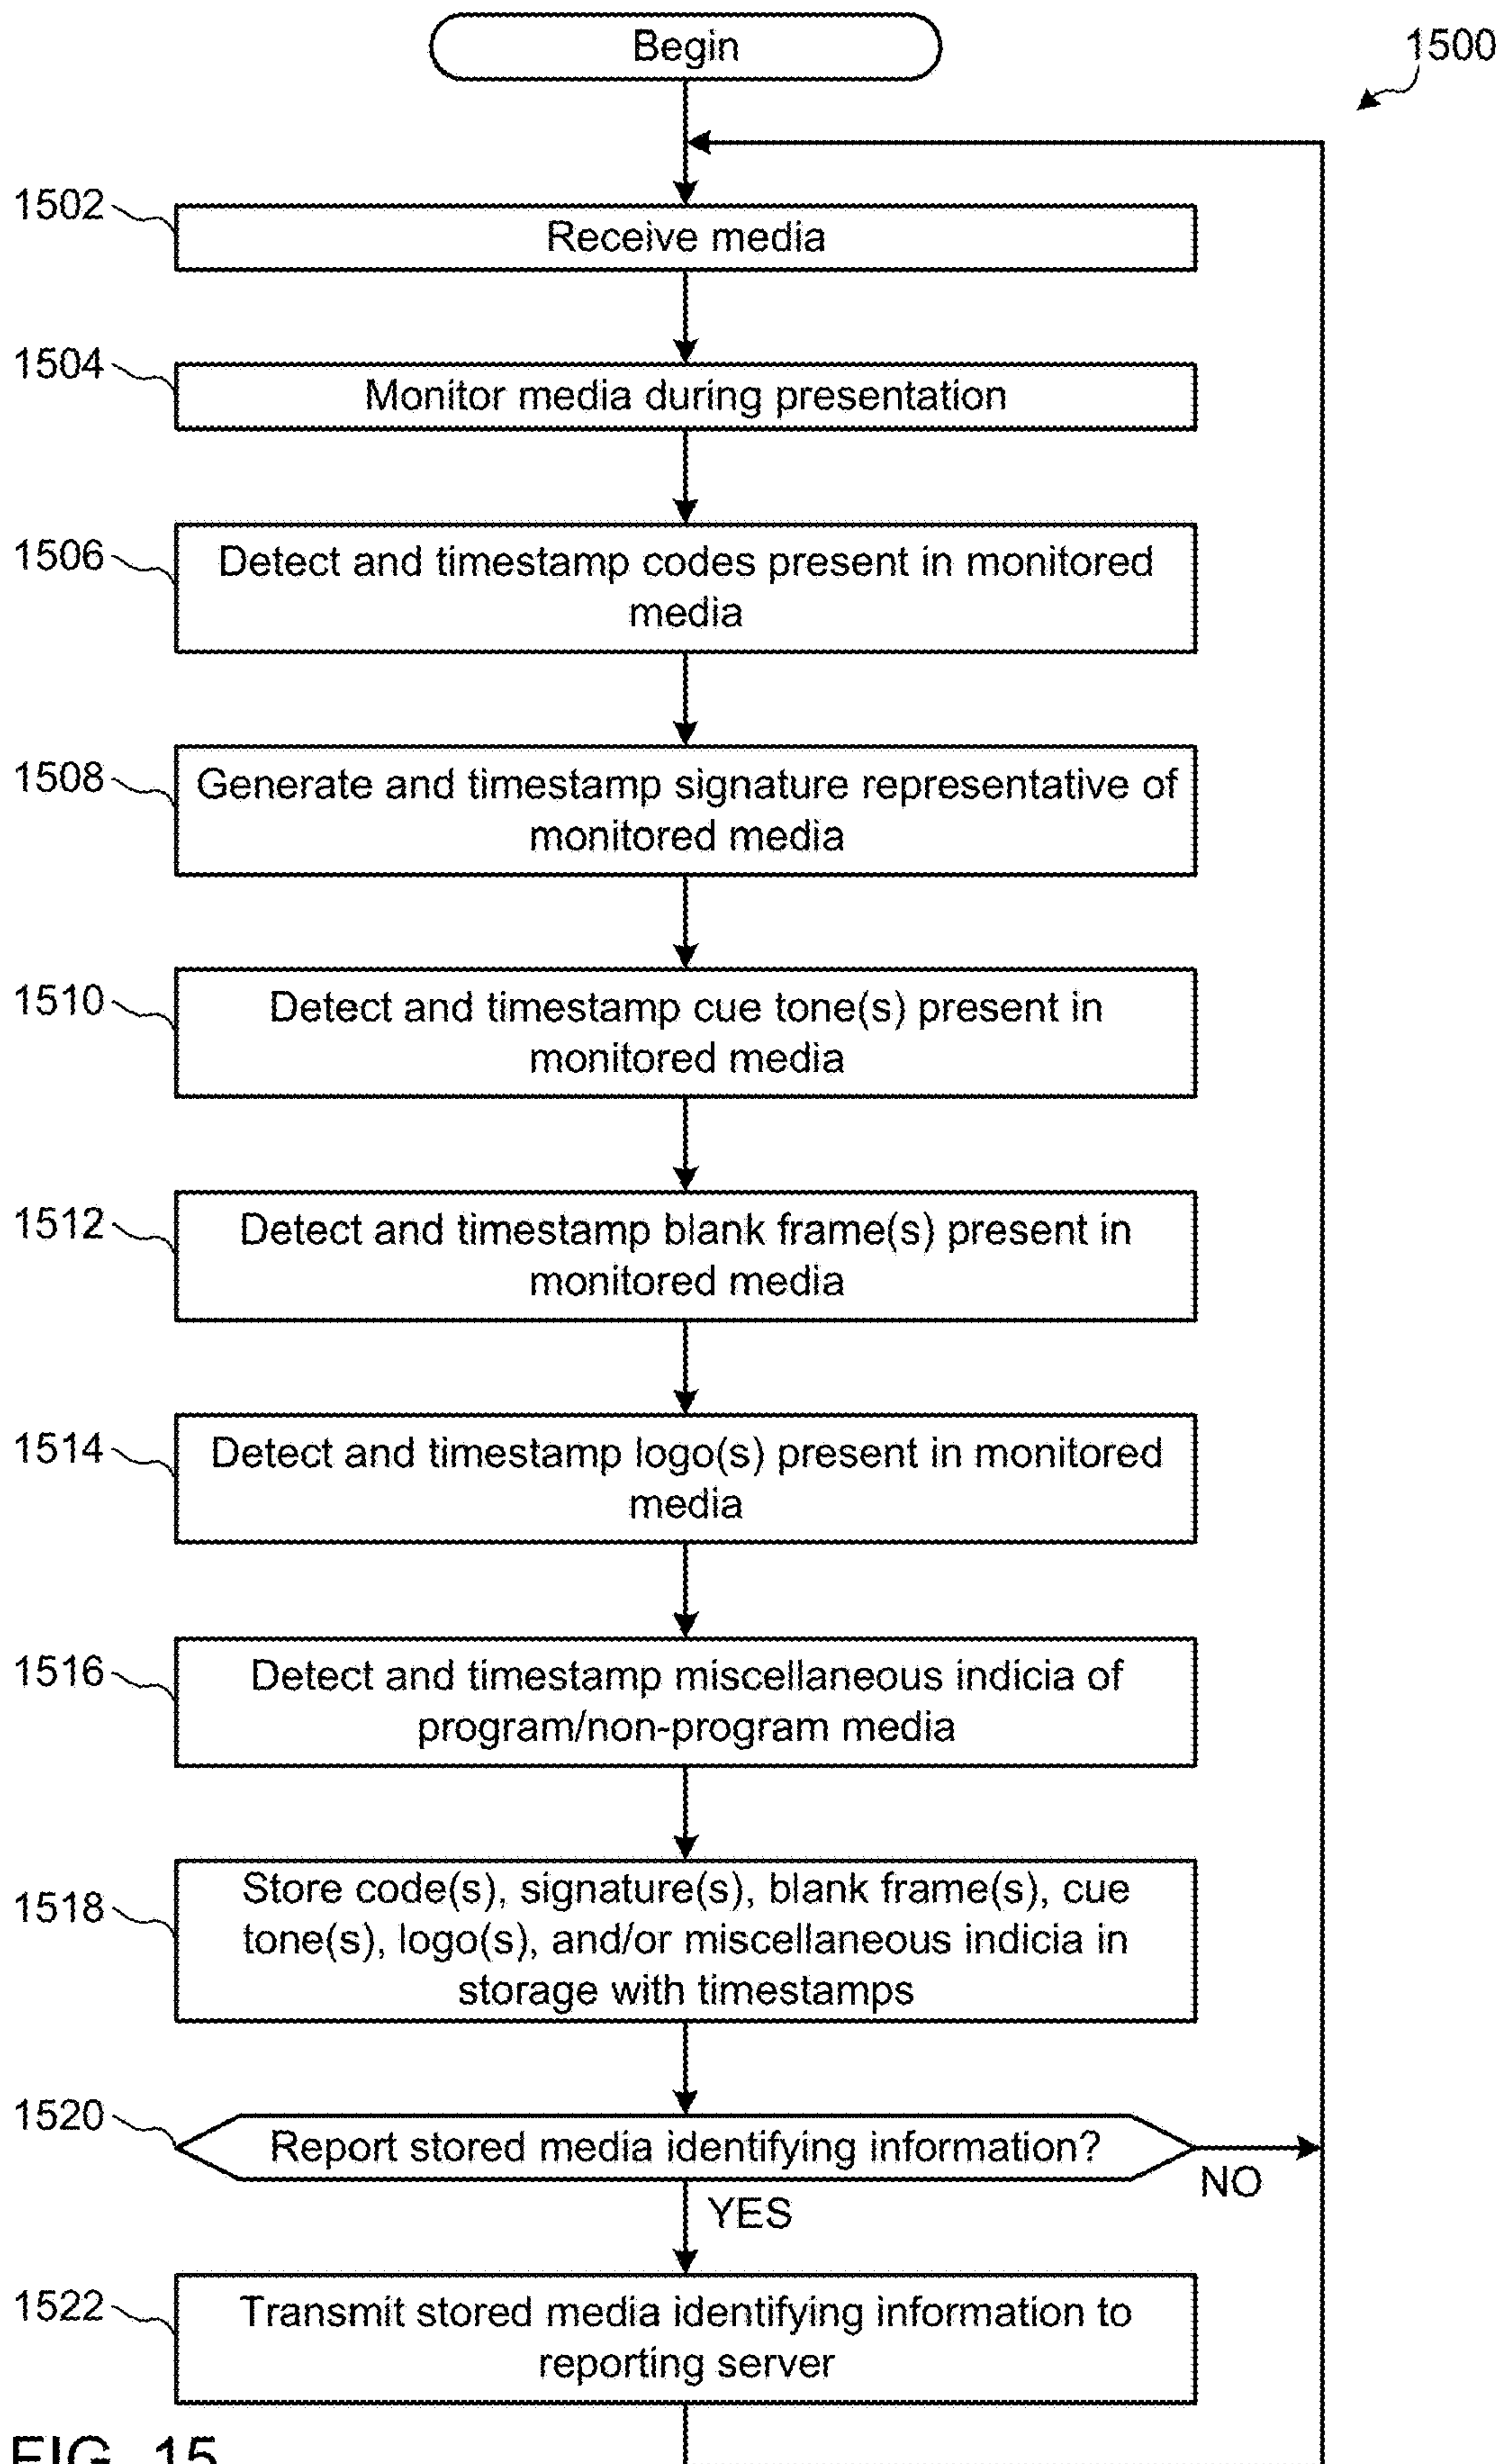 Begin
1500
1502
Receive media
1504
Monitor media during presentation
1506
Detect and timestamp codes present in monitored
media
1508
Generate and timestamp signature representative of
monitored media
1510
Detect and timestamp cue tone(s) present in
monitored media
1512
Detect and timestamp blank frame(s) present in
monitored media
1514
Detect and timestamp logo(s) present in monitored
media
1516
Detect and timestamp miscellaneous indicia of
program/non-program media
1518
Store code(s), signature(s), blank frame(s), cue
tone(s), logo(s), and/or miscellaneous indicia in
storage with timestamps
1520
Report stored media identifying information?
NO
YES
1522
Transmit stored media identifying information to
reporting server
FIG. 15